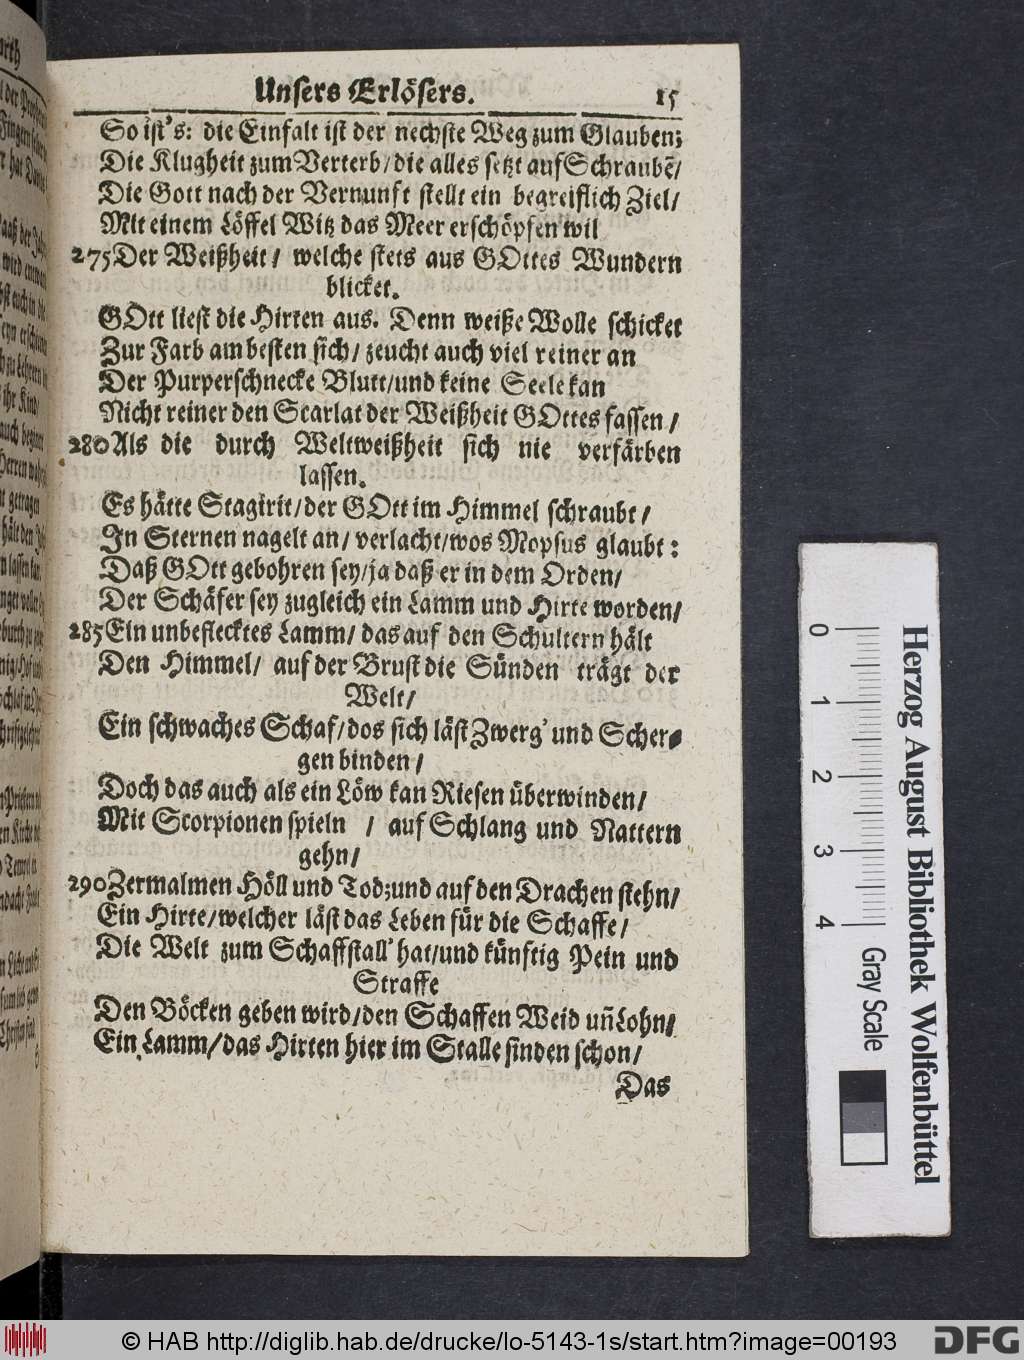 Unsers Erlösers. 15
So ist's: die Einfalt ist der nechste Weg zum Glauben;
Die Klugheit zum Verterb/die alles setzt auf Schraubẽ/
Die Gott nach der Vernunft stellt ein begreiflich Ziel/
Mit einem Löffel Witz das Meer erschöpfen wil
275Der Weißheit/ welche stets aus GOttes Wundern
blicket.
GOtt liest die Hirten aus. Denn weiße Wolle schicket
Zur Farb am besten sich/ zeucht auch viel reiner an
Der Purperschnecke Blutt/und keine Seele kan
Nicht reiner den Scarlat der Weißheit GOttes fassen/
280Als die durch Weltweißheit sich nie verfärben
lassen.
Es hätte Stagirit/der GOtt im Himmel schraubt/
In Sternen nagelt an/ verlacht/wos Mopsus glaubt:
Daß GOtt gebohren sey/ja daß er in dem Orden/
Der Schäfer sey zugleich ein Lamm und Hirte worden/
285Ein unbeflecktes Lamm/ das auf den Schultern hält
Den Himmel/ auf der Brust die Sünden trägt der
Welt/
Ein schwaches Schaf/dos sich läst Zwerg' und Scher-
gen binden/
Doch das auch als ein Löw kan Riesen überwinden/
Mit Scorpionen spieln / auf Schlang und Nattern
gehn/
290Zermalmen Höll und Tod;und auf den Drachen stehn/
Ein Hirte/welcher läst das Leben für die Schaffe/
Die Welt zum Schaffstall' hat/und künftig Pein und
Straffe
Den Böcken geben wird/den Schaffen Weid uñ Lohn/
Ein Lamm/das Hirten hier im Stalle finden schon/
Das
0 1 2 3 4 Gray Scale
Herzog August Bibliothek Wolfenbüttel
© HAB http://diglib.hab.de/drucke/lo-5143-1s/start.htm?image=00193
DFG